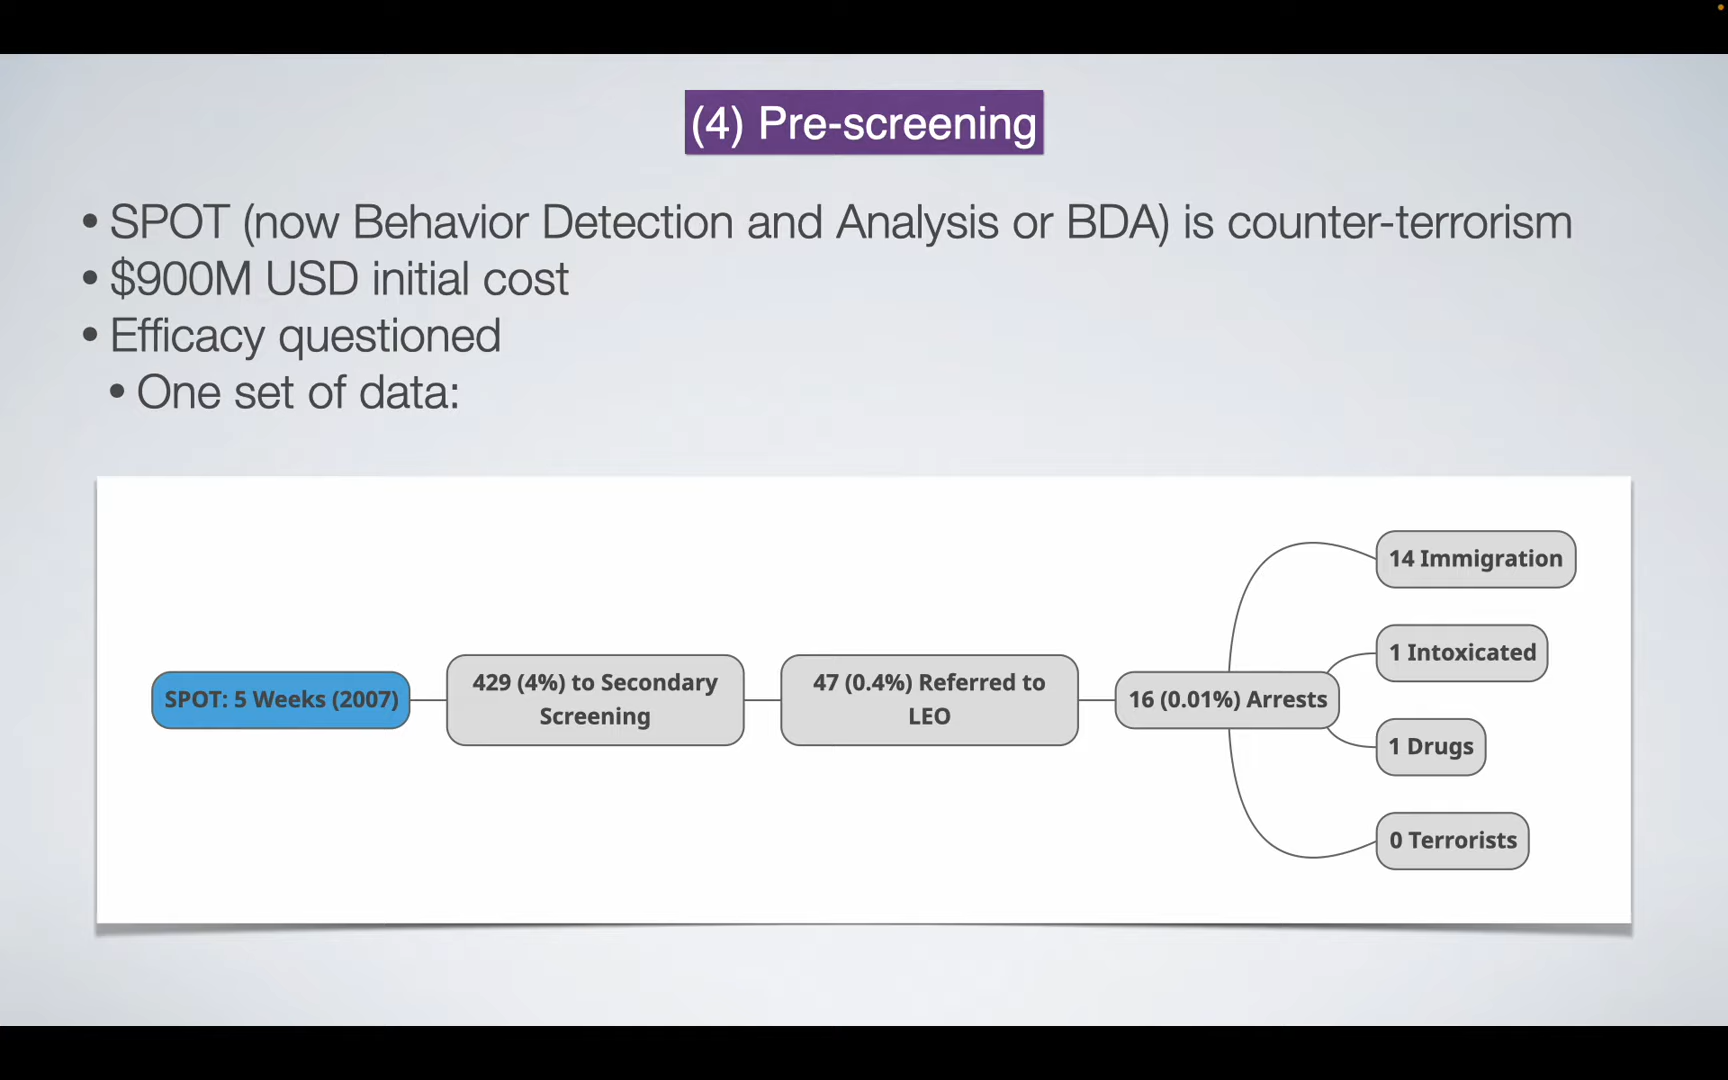 (4) Pre-screening
• SPOT (now Behavior Detection and Analysis or BDA) is counter-terrorism
• $900M USD initial cost
• Efficacy questioned
• One set of data:
SPOT: 5 Weeks (2007)
429 (4%) to Secondary
Screening
47 (0.4%) Referred to
LEO
16 (0.01%) Arrests
14 Immigration
1 Intoxicated
1 Drugs
0 Terrorists